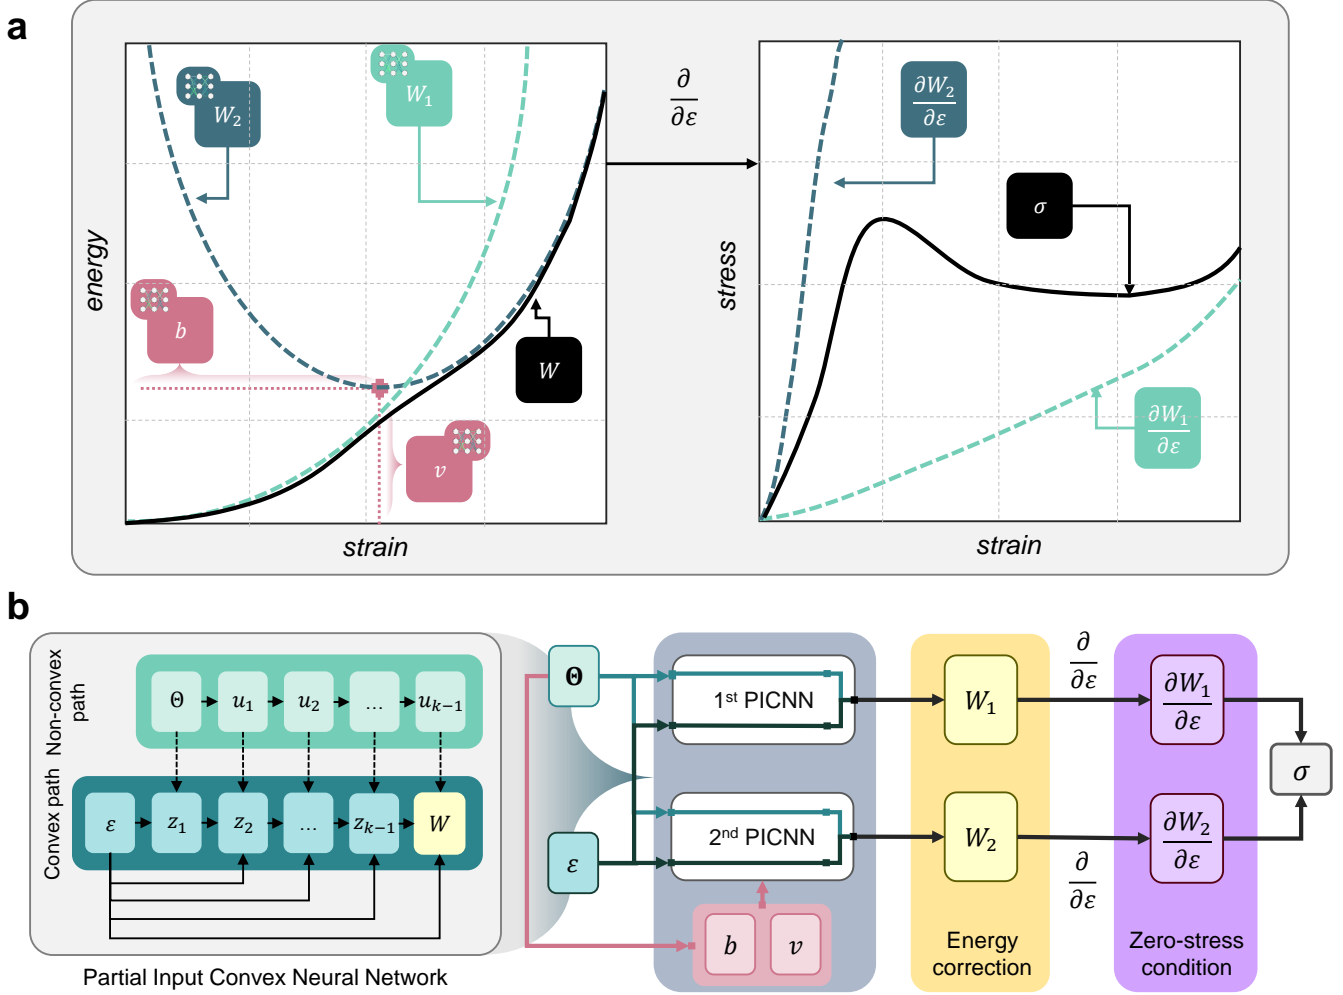 a
energy
strain
W₂
W₁
b
v
W
∂
∂ε
stress
strain
∂W₂
∂ε
σ
∂W₁
∂ε
b
Non-convex
path
Θ u₁ u₂ ... uₖ₋₁
Convex path
ε z₁ z₂ ... zₖ₋₁ W
Partial Input Convex Neural Network
Θ
ε
1st PICNN
2nd PICNN
b v
W₁
W₂
Energy
correction
∂
∂ε
∂
∂ε
∂W₁
∂ε
∂W₂
∂ε
Zero-stress
condition
σ